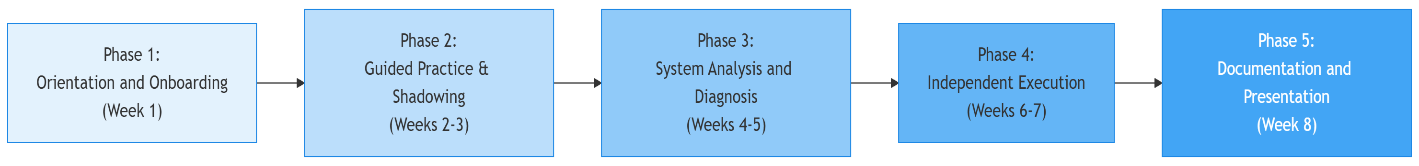 Phase 1:
Orientation and Onboarding
(Week 1)
Phase 2:
Guided Practice &
Shadowing
(Weeks 2-3)
Phase 3:
System Analysis and
Diagnosis
(Weeks 4-5)
Phase 4:
Independent Execution
(Weeks 6-7)
Phase 5:
Documentation and
Presentation
(Week 8)